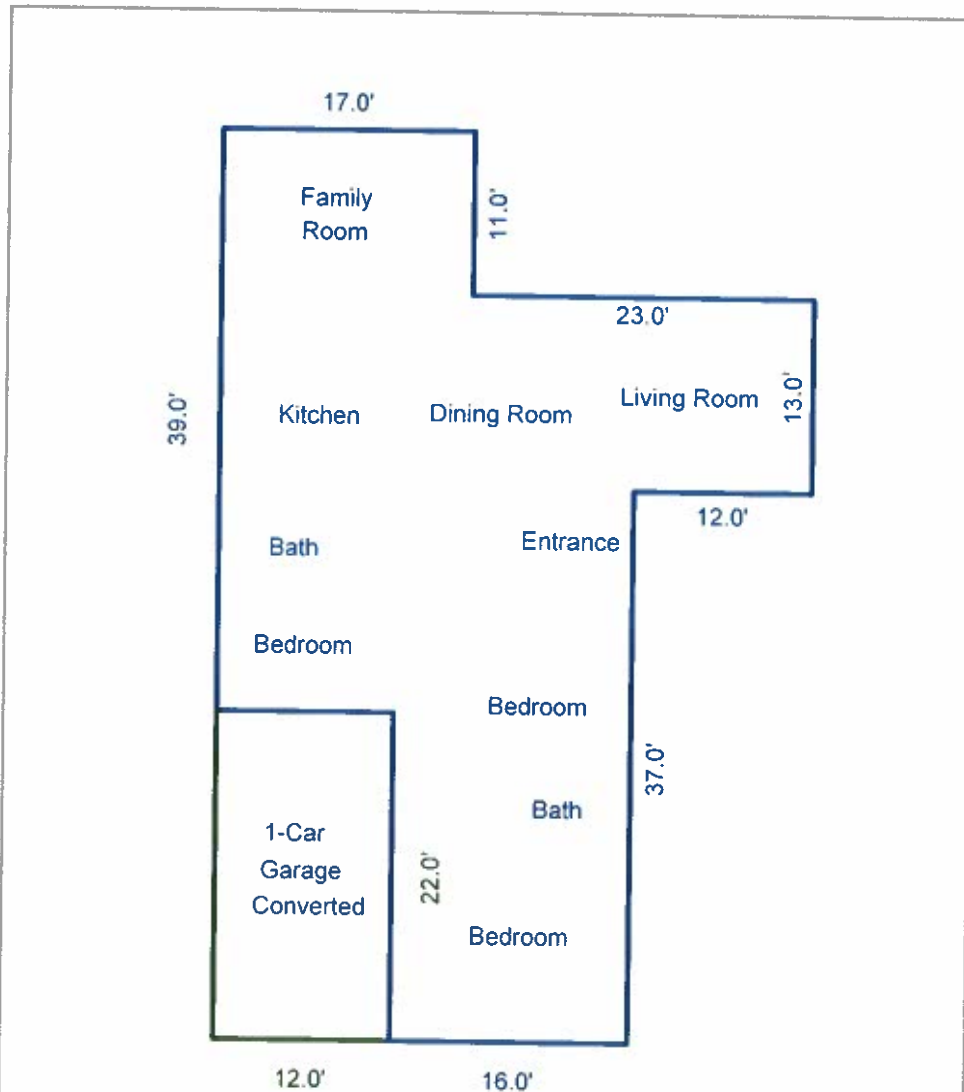 17.0'
Family
Room
11.0'
23.0'
39.0'
Kitchen
Dining Room
Living Room
13.0'
12.0'
Bath
Entrance
Bedroom
Bedroom
37.0'
Bath
1-Car
Garage
Converted
22.0'
Bedroom
12.0'
16.0'